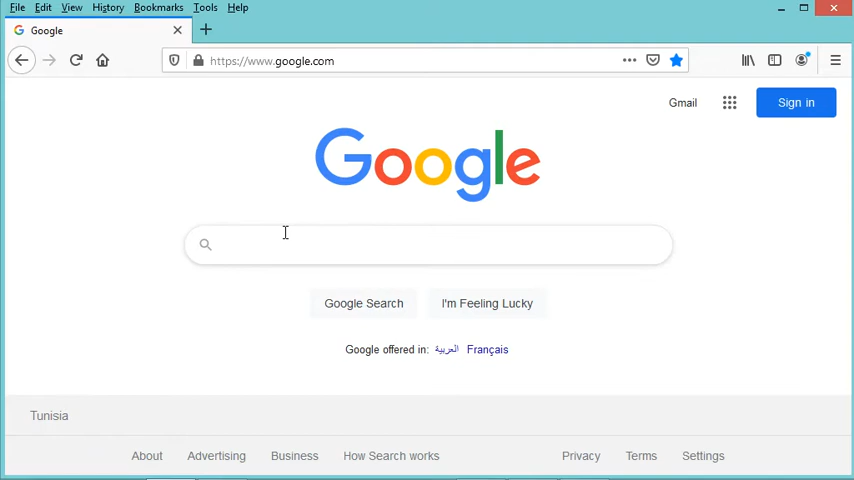 File Edit View History Bookmarks Tools Help
Google
https://www.google.com
Gmail Sign in
Google
Google Search I'm Feeling Lucky
Google offered in: العربية Français
Tunisia
About Advertising Business How Search works Privacy Terms Settings